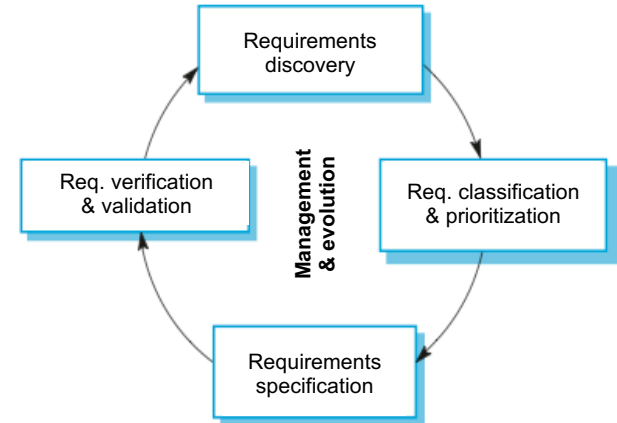 Requirements
discovery
Req. verification
& validation
Management
& evolution
Req. classification
& prioritization
Requirements
specification